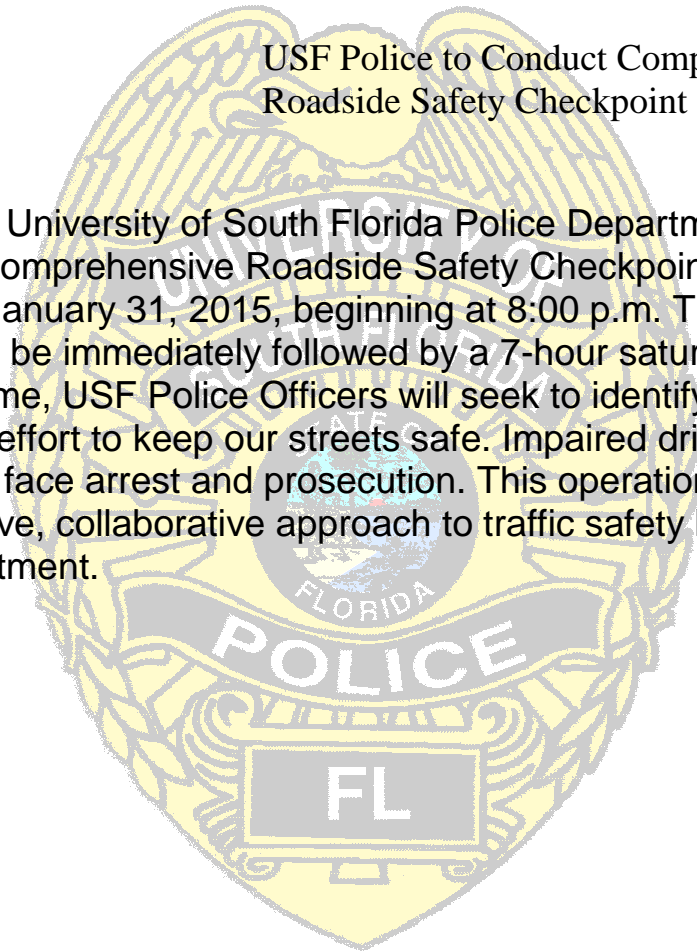 USF Police to Conduct Comp
Roadside Safety Checkpoint
University of South Florida Police Departm
omprehensive Roadside Safety Checkpoin
anuary 31, 2015, beginning at 8:00 p.m. T
be immediately followed by a 7-hour satur
me, USF Police Officers will seek to identify
effort to keep our streets safe. Impaired dri
face arrest and prosecution. This operation
ve, collaborative approach to traffic safety
tment.
UNIVERSITY OF
SOUTH FLORIDA
STATE OF
FLORIDA
POLICE
FL